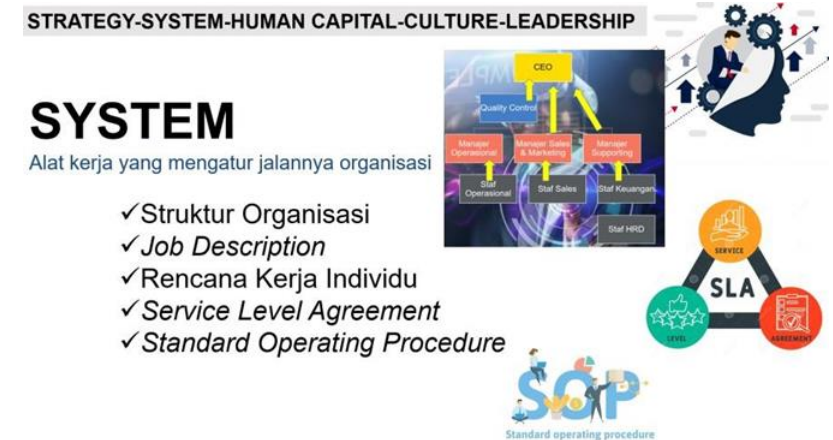 STRATEGY-SYSTEM-HUMAN CAPITAL-CULTURE-LEADERSHIP
SYSTEM
Alat kerja yang mengatur jalannya organisasi
✓Struktur Organisasi
✓Job Description
✓Rencana Kerja Individu
✓Service Level Agreement
✓Standard Operating Procedure
CEO
Quality Control
Manajer
Operasional
Manajer Sales
& Marketing
Manajer
Supporting
Staf
Operasional
Staf Sales
Staf Keuangan
Staf HRD
SERVICE
SLA
LEVEL
AGREEMENT
SOP
Standard operating procedure